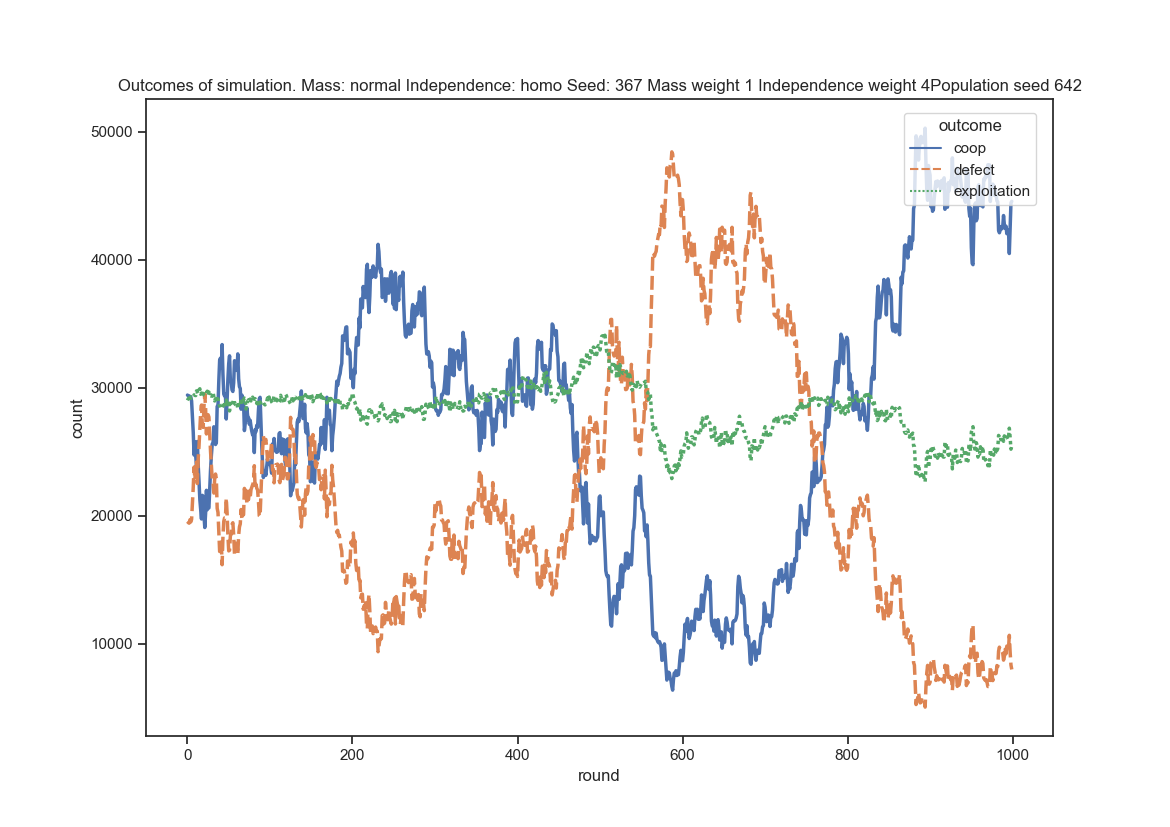 Outcomes of simulation. Mass: normal Independence: homo Seed: 367 Mass weight 1 Independence weight 4Population seed 642
outcome
coop
defect
exploitation
50000
40000
30000
20000
10000
count
0 200 400 600 800 1000
round